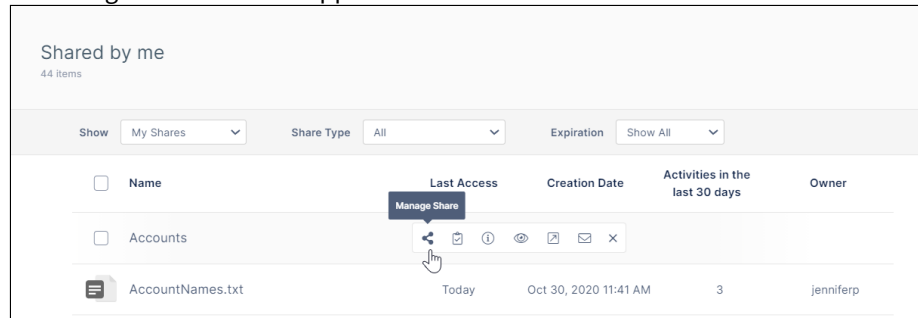 Shared by me
44 items
Show My Shares Share Type All Expiration Show All
Name Last Access Creation Date Activities in the last 30 days Owner
Manage Share
Accounts
AccountNames.txt Today Oct 30, 2020 11:41 AM 3 jenniferp